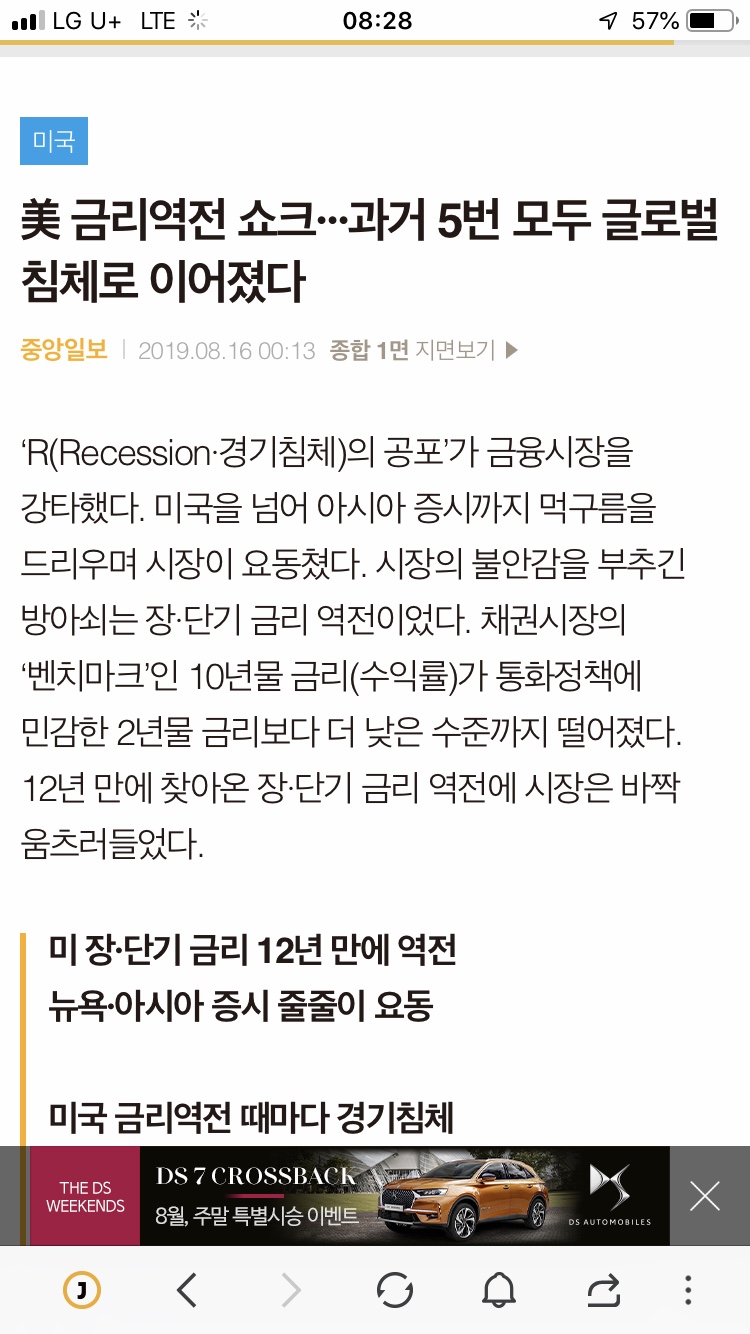 LG U+ LTE 08:28 57%
미국
美 금리역전 쇼크···과거 5번 모두 글로벌
침체로 이어졌다
중앙일보 | 2019.08.16 00:13 종합 1면 지면보기 ▶
‘R(Recession·경기침체)의 공포’가 금융시장을
강타했다. 미국을 넘어 아시아 증시까지 먹구름을
드리우며 시장이 요동쳤다. 시장의 불안감을 부추긴
방아쇠는 장·단기 금리 역전이었다. 채권시장의
‘벤치마크’인 10년물 금리(수익률)가 통화정책에
민감한 2년물 금리보다 더 낮은 수준까지 떨어졌다.
12년 만에 찾아온 장·단기 금리 역전에 시장은 바짝
움츠러들었다.
미 장·단기 금리 12년 만에 역전
뉴욕·아시아 증시 줄줄이 요동
미국 금리역전 때마다 경기침체
THE DS
WEEKENDS
DS 7 CROSSBACK
8월, 주말 특별시승 이벤트
DS AUTOMOBILES
J